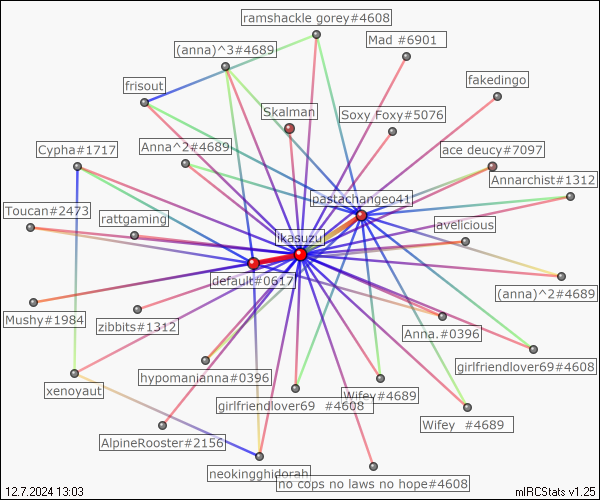 ramshackle gorey#4608
Mad #6901
(anna)^3#4689
fakedingo
frisout
Skalman
Soxy Foxy#5076
Cypha#1717
Anna^2#4689
ace deucy#7097
Annarchist#1312
pastachangeo41
Toucan#2473
rattgaming
avelicious
ikasuzu
default#0617
(anna)^2#4689
Mushy#1984
zibbits#1312
Anna.#0396
girlfriendlover69#4608
hypomanianna#0396
xenoyaut
Wifey#4689
girlfriendlover69 #4608
Wifey #4689
AlpineRooster#2156
neokingghidorah
no cops no laws no hope#4608
12.7.2024 13:03
mIRCStats v1.25